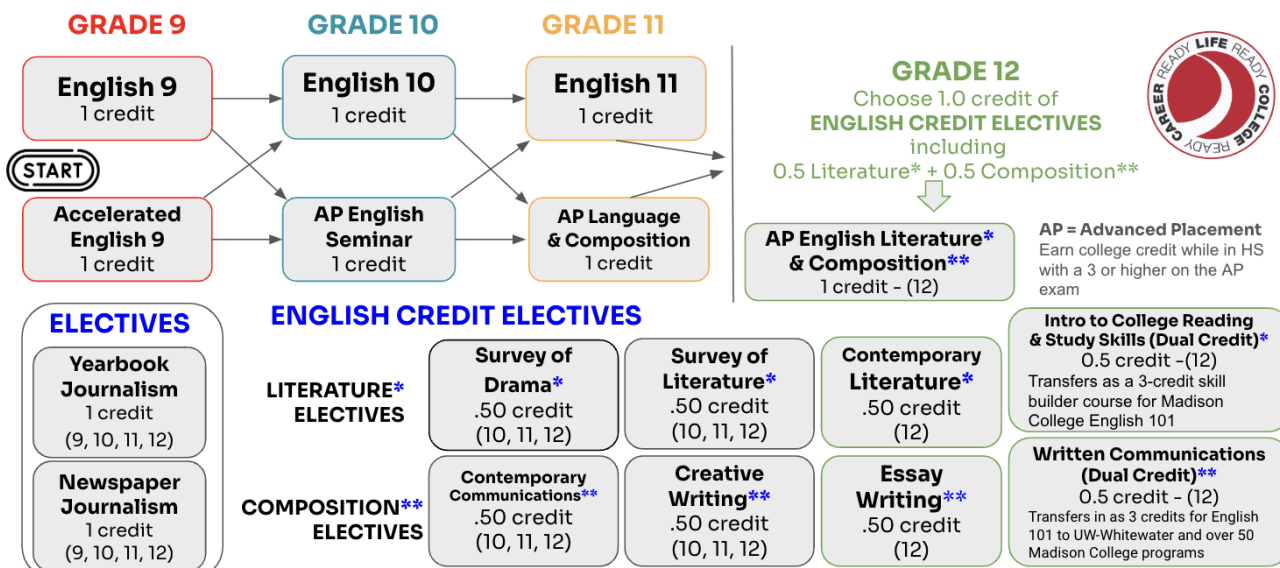 GRADE 9
English 9
1 credit
START
Accelerated
English 9
1 credit
GRADE 10
English 10
1 credit
AP English
Seminar
1 credit
GRADE 11
English 11
1 credit
AP Language
& Composition
1 credit
GRADE 12
Choose 1.0 credit of
ENGLISH CREDIT ELECTIVES
including
0.5 Literature* + 0.5 Composition**
AP English Literature*
& Composition**
1 credit - (12)
CAREER READY LIFE READY COLLEGE READY
AP = Advanced Placement
Earn college credit while in HS
with a 3 or higher on the AP
exam
ELECTIVES
Yearbook
Journalism
1 credit
(9, 10, 11, 12)
Newspaper
Journalism
1 credit
(9, 10, 11, 12)
ENGLISH CREDIT ELECTIVES
LITERATURE*
ELECTIVES
Survey of
Drama*
.50 credit
(10, 11, 12)
Survey of
Literature*
.50 credit
(10, 11, 12)
Contemporary
Literature*
.50 credit
(12)
Intro to College Reading
& Study Skills (Dual Credit)*
0.5 credit -(12)
Transfers as a 3-credit skill
builder course for Madison
College English 101
COMPOSITION**
ELECTIVES
Contemporary
Communications**
.50 credit
(10, 11, 12)
Creative
Writing**
.50 credit
(10, 11, 12)
Essay
Writing**
.50 credit
(12)
Written Communications
(Dual Credit)**
0.5 credit - (12)
Transfers in as 3 credits for English
101 to UW-Whitewater and over 50
Madison College programs